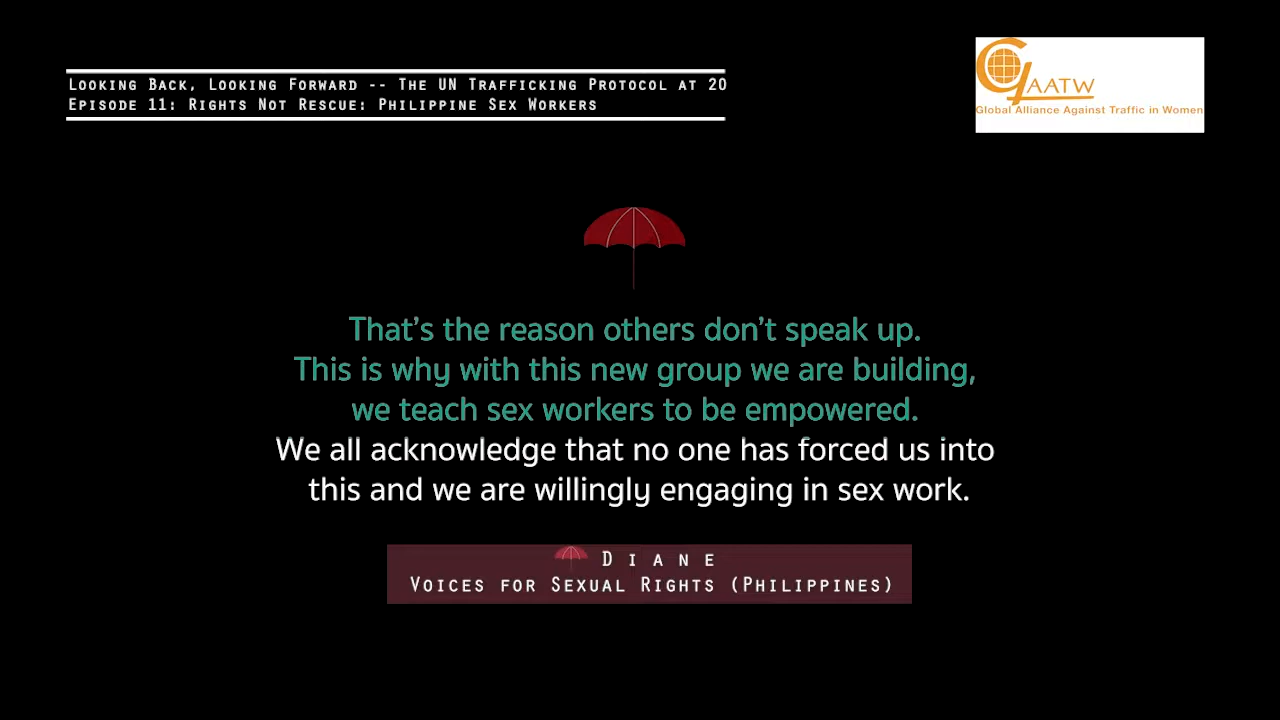 Looking Back, Looking Forward -- The UN Trafficking Protocol at 20
Episode 11: Rights Not Rescue: Philippine Sex Workers
GAATW
Global Alliance Against Traffic in Women
That's the reason others don't speak up.
This is why with this new group we are building,
we teach sex workers to be empowered.
We all acknowledge that no one has forced us into
this and we are willingly engaging in sex work.
Diane
Voices for Sexual Rights (Philippines)